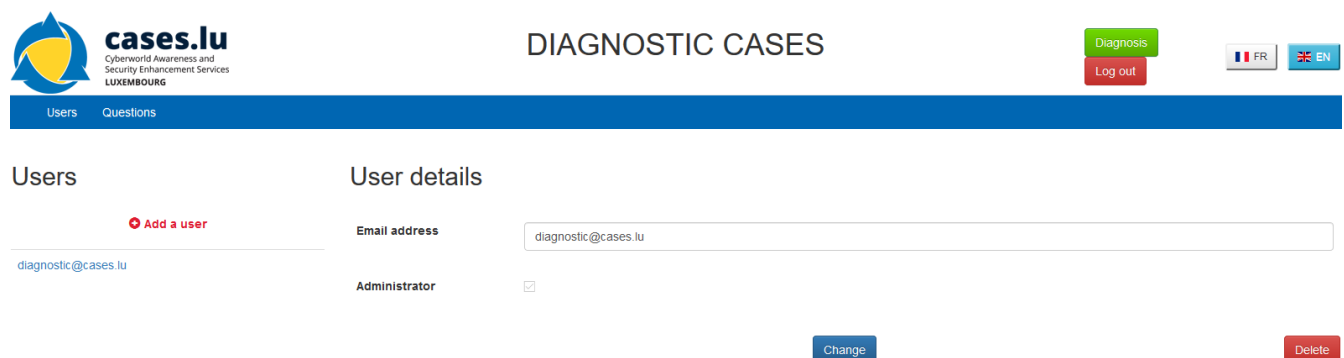 cases.lu
Cyberworld Awareness and
Security Enhancement Services
LUXEMBOURG
DIAGNOSTIC CASES
Diagnosis
Log out
FR
EN
Users Questions
Users
User details
Add a user
Email address
diagnostic@cases.lu
diagnostic@cases.lu
Administrator
Change
Delete